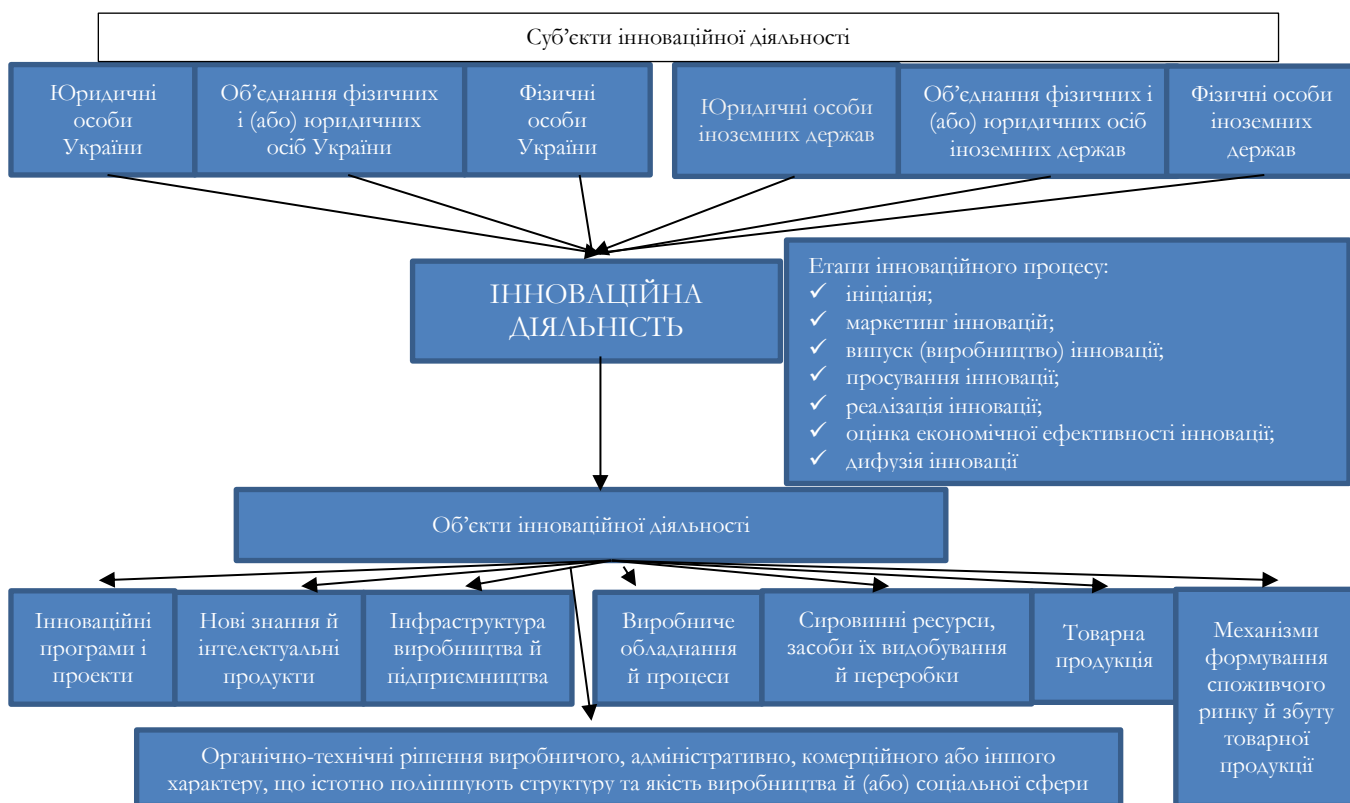 Суб’єкти інноваційної діяльності
Юридичні
особи
України
Об’єднання фізичних
і (або) юридичних
осіб України
Фізичні
особи
України
Юридичні особи
іноземних держав
Об’єднання фізичних і
(або) юридичних осіб
іноземних держав
Фізичні особи
іноземних
держав
ІННОВАЦІЙНА
ДІЯЛЬНІСТЬ
Етапи інноваційного процесу:
✓ ініціація;
✓ маркетинг інновацій;
✓ випуск (виробництво) інновації;
✓ просування інновації;
✓ реалізація інновації;
✓ оцінка економічної ефективності інновації;
✓ дифузія інновації
Об’єкти інноваційної діяльності
Інноваційні
програми і
проекти
Нові знання й
інтелектуальні
продукти
Інфраструктура
виробництва й
підприємництва
Виробниче
обладнання
й процеси
Сировинні ресурси,
засоби їх видобування
й переробки
Товарна
продукція
Механізми
формування
споживчого
ринку й збуту
товарної
продукції
Органічно-технічні рішення виробничого, адміністративно, комерційного або іншого
характеру, що істотно поліпшують структуру та якість виробництва й (або) соціальної сфери